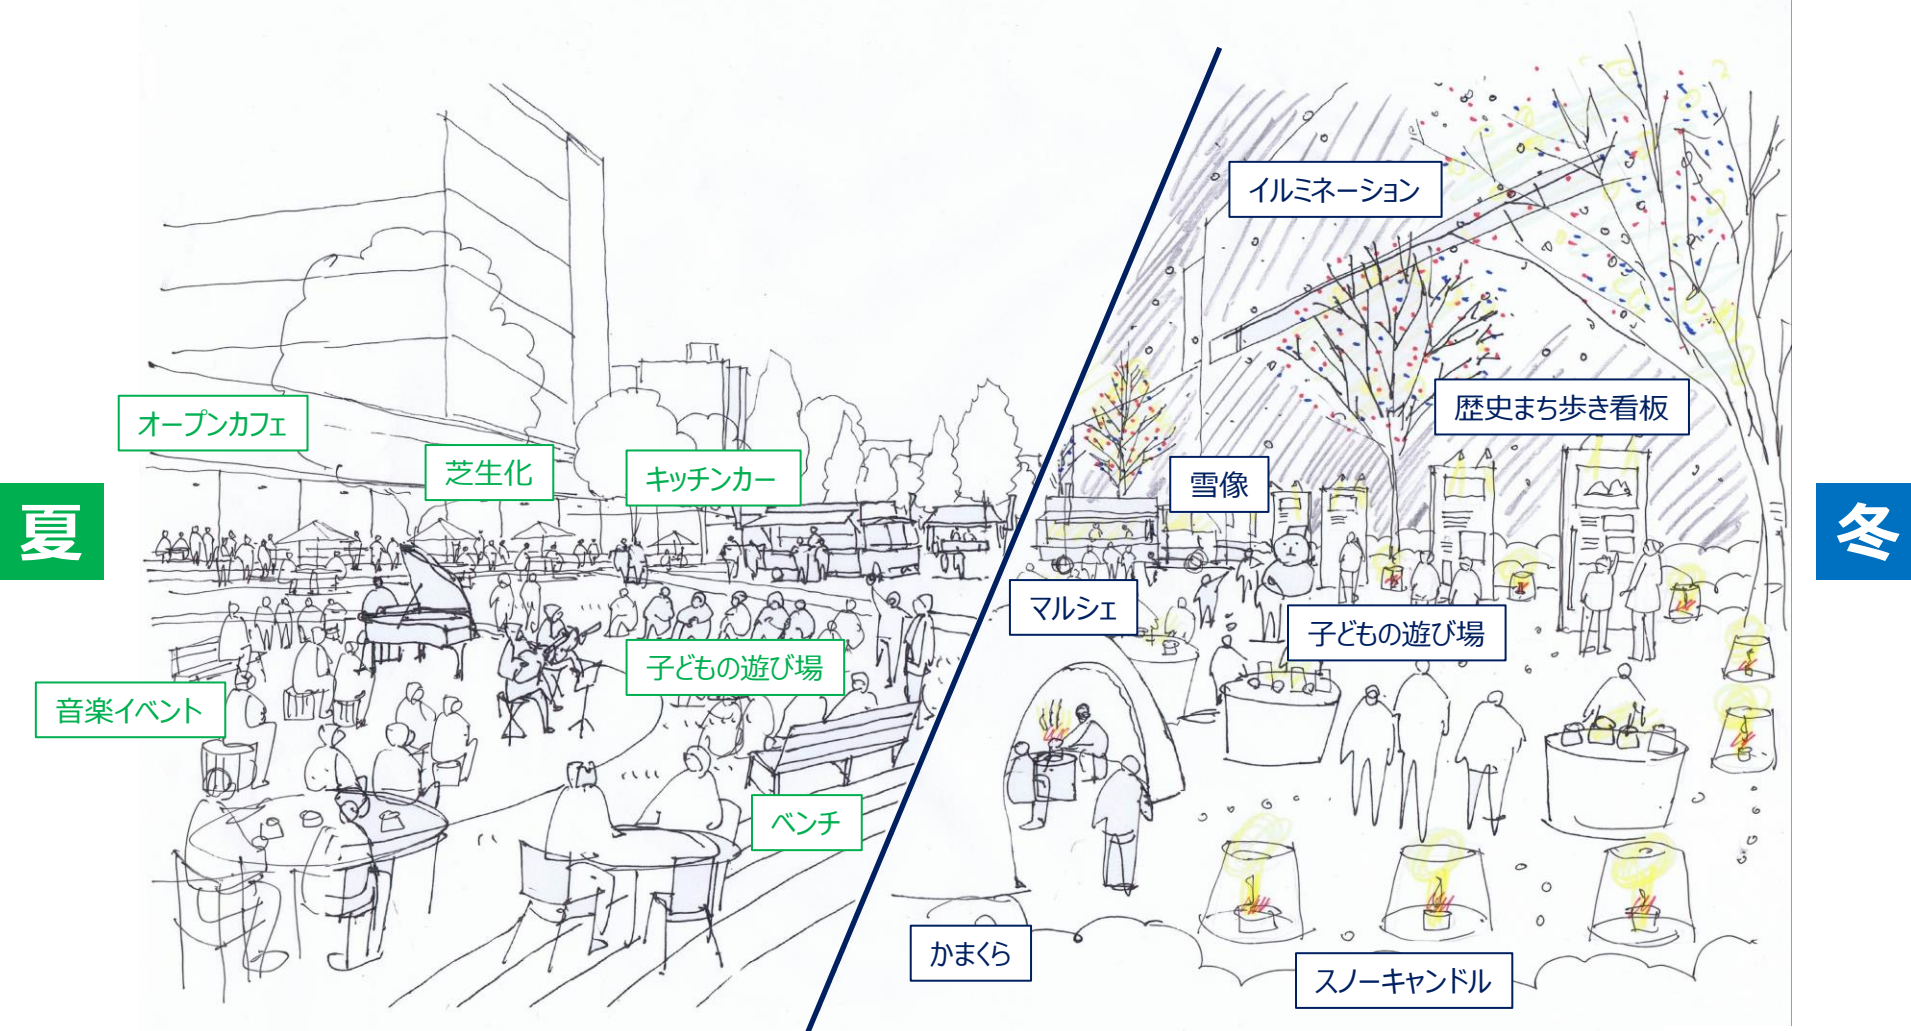 夏
オープンカフェ
芝生化
キッチンカー
音楽イベント
子どもの遊び場
ベンチ
イルミネーション
歴史まち歩き看板
雪像
マルシェ
子どもの遊び場
かまくら
スノーキャンドル
冬